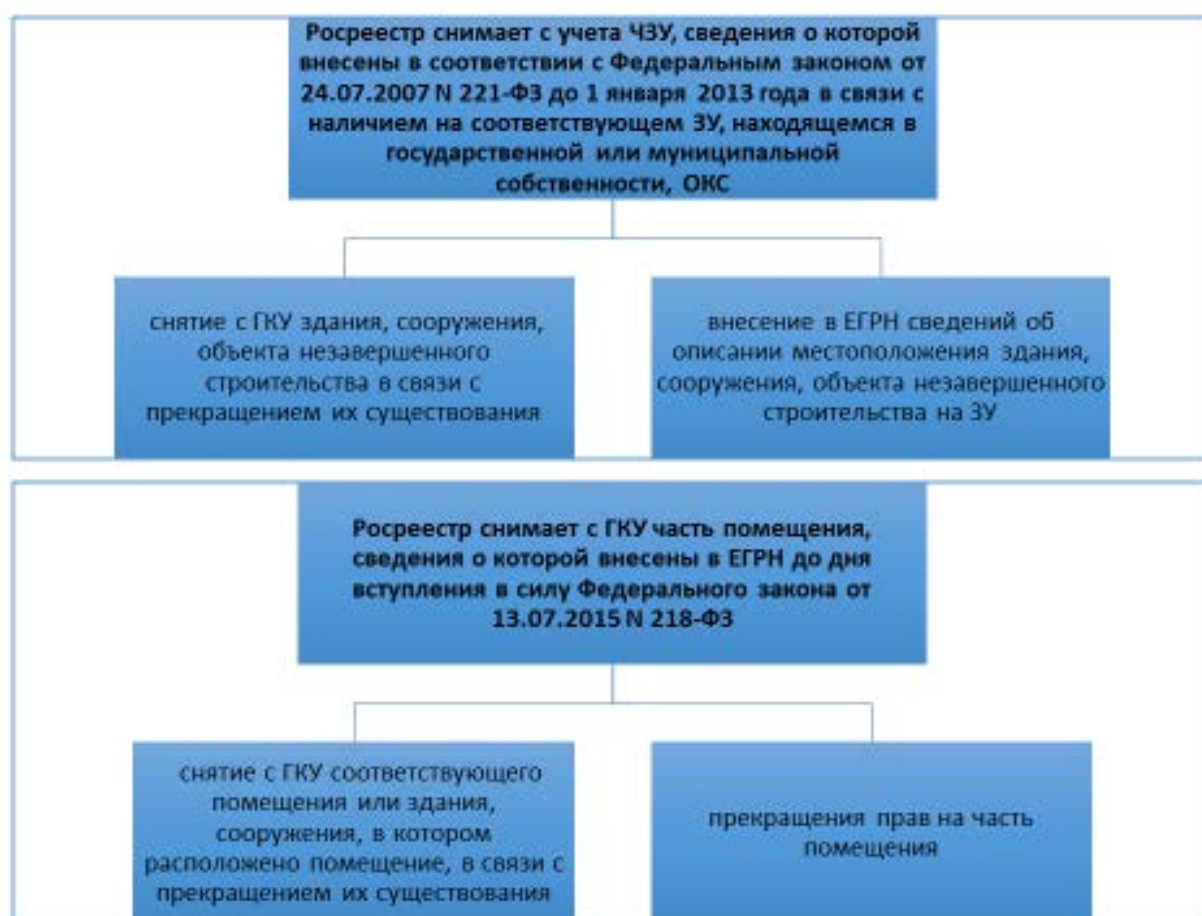 Росреестр снимает с учета ЧЗУ, сведения о которой
внесены в соответствии с Федеральным законом от
24.07.2007 N 221-ФЗ до 1 января 2013 года в связи с
наличием на соответствующем ЗУ, находящемся в
государственной или муниципальной
собственности, ОКС
снятие с ГКУ здания, сооружения,
объекта незавершенного
строительства в связи с
прекращением их существования
внесение в ЕГРН сведений об
описании местоположения здания,
сооружения, объекта незавершенного
строительства на ЗУ
Росреестр снимает с ГКУ часть помещения,
сведения о которой внесены в ЕГРН до дня
вступления в силу Федерального закона от
13.07.2015 N 218-ФЗ
снятие с ГКУ соответствующего
помещения или здания,
сооружения, в котором
расположено помещение, в связи с
прекращением их существования
прекращения прав на часть
помещения